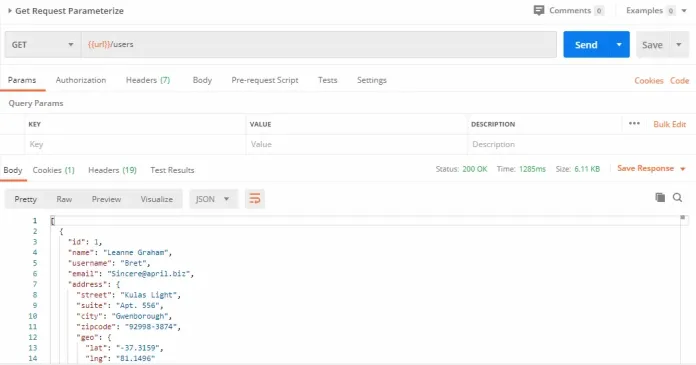 Get Request Parameterize Comments 0 Examples 0
GET {{url}}/users Send Save
Params Authorization Headers (7) Body Pre-request Script Tests Settings Cookies Code
Query Params
KEY VALUE DESCRIPTION ••• Bulk Edit
Key Value Description
Body Cookies (1) Headers (19) Test Results Status: 200 OK Time: 1285ms Size: 6.11 KB Save Response
Pretty Raw Preview Visualize JSON
1 [
2 {
3 "id": 1,
4 "name": "Leanne Graham",
5 "username": "Bret",
6 "email": "Sincere@april.biz",
7 "address": {
8 "street": "Kulas Light",
9 "suite": "Apt. 556",
10 "city": "Gwenborough",
11 "zipcode": "92998-3874",
12 "geo": {
13 "lat": "-37.3159",
14 "lng": "81.1496"